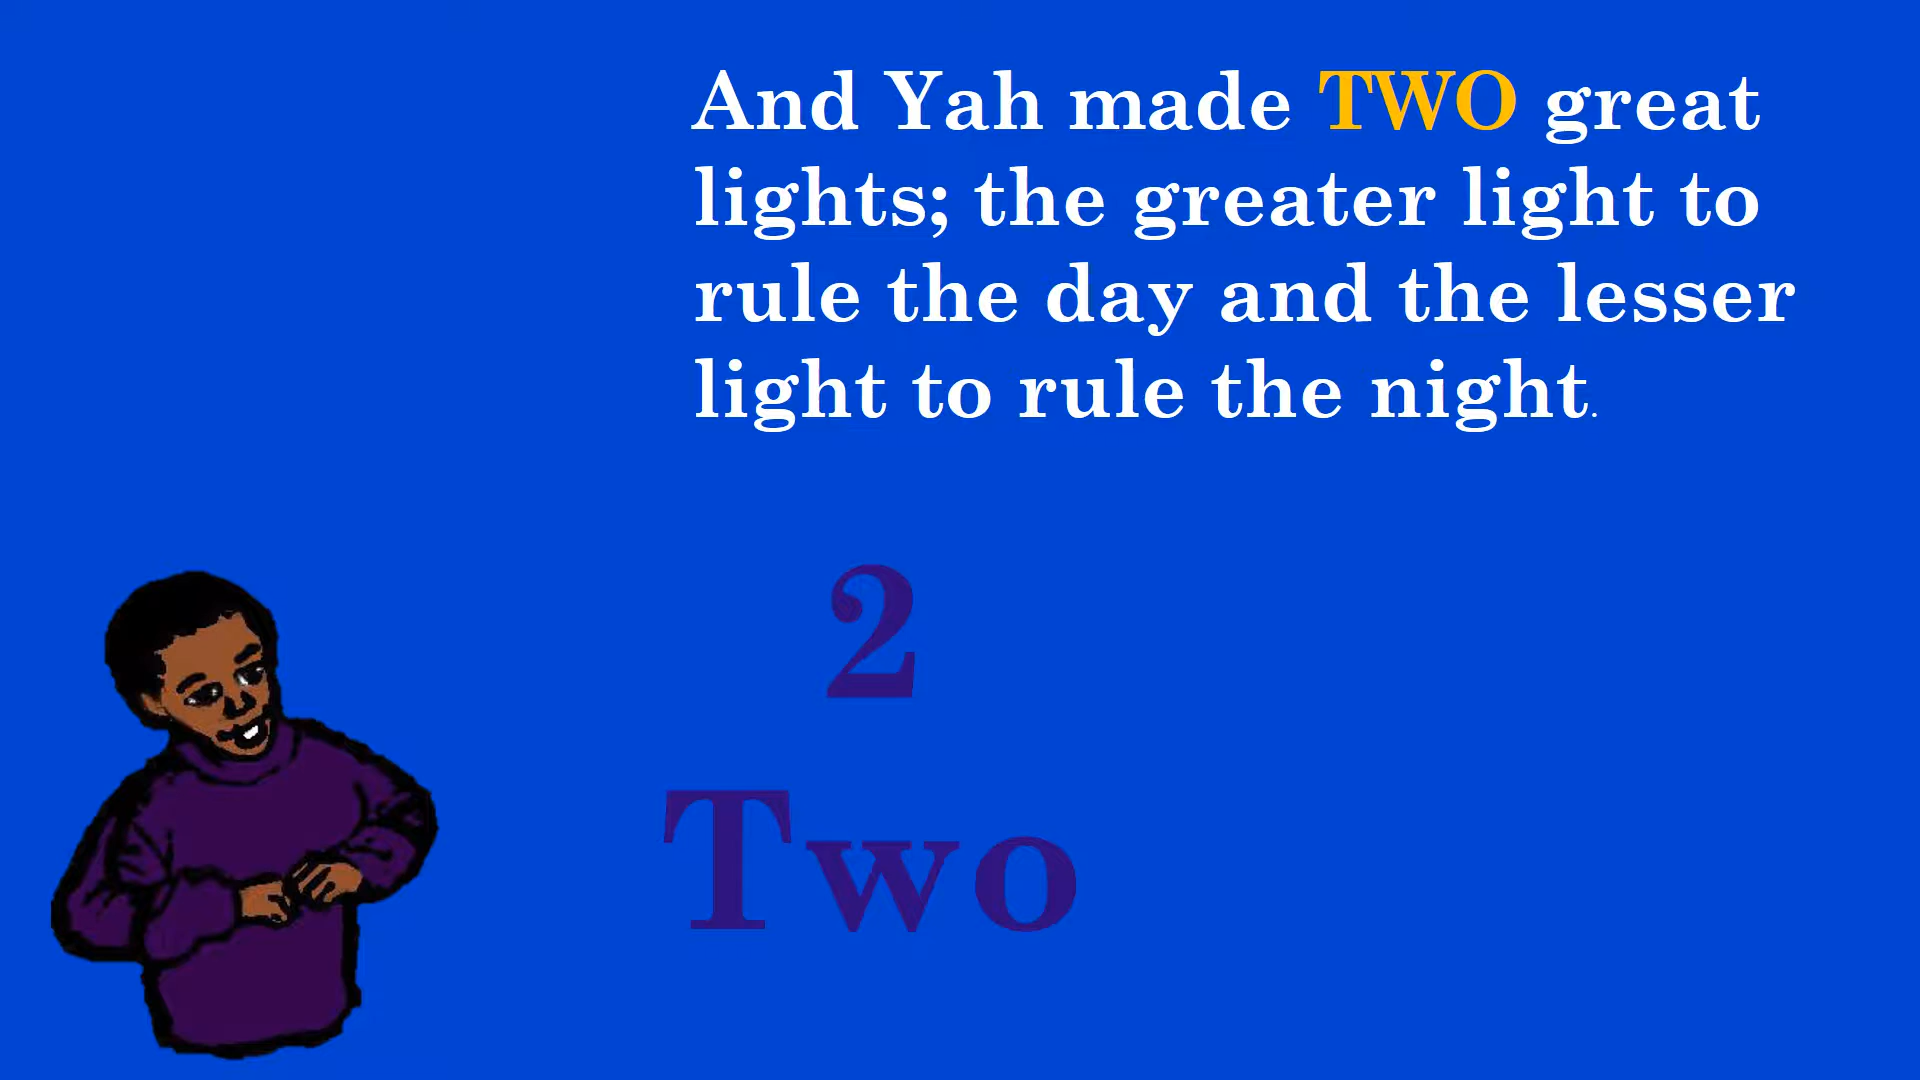 And Yah made TWO great
lights; the greater light to
rule the day and the lesser
light to rule the night.
2
Two